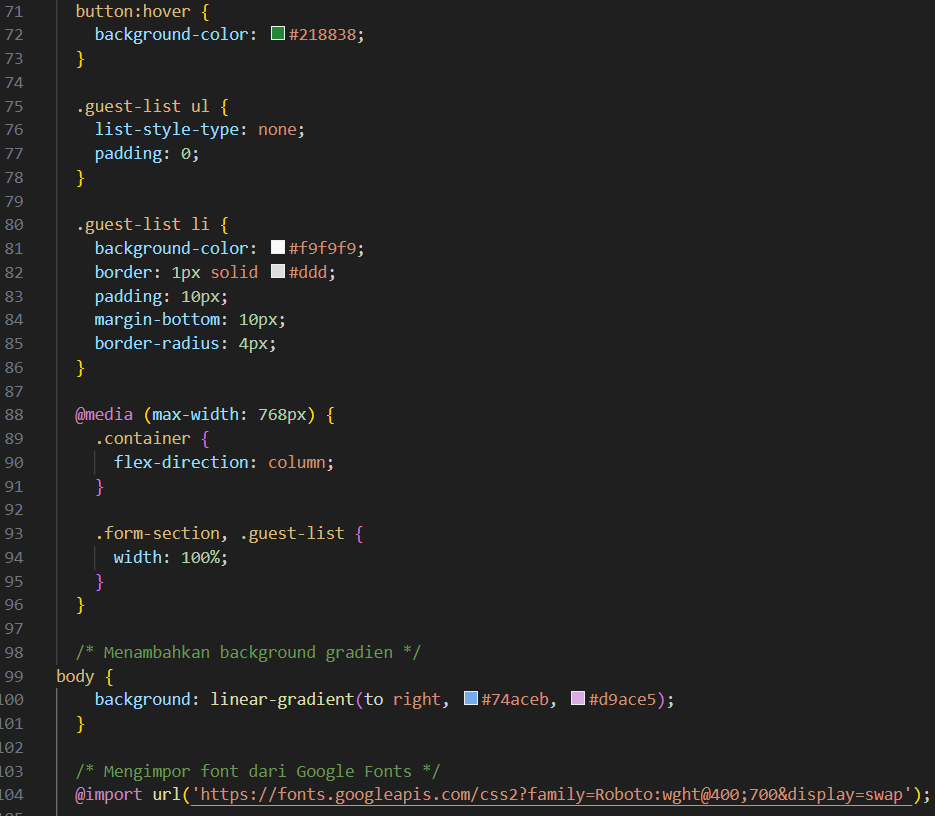 71 button:hover {
72 background-color: #218838;
73 }
74
75 .guest-list ul {
76 list-style-type: none;
77 padding: 0;
78 }
79
80 .guest-list li {
81 background-color: #f9f9f9;
82 border: 1px solid #ddd;
83 padding: 10px;
84 margin-bottom: 10px;
85 border-radius: 4px;
86 }
87
88 @media (max-width: 768px) {
89 .container {
90 flex-direction: column;
91 }
92
93 .form-section, .guest-list {
94 width: 100%;
95 }
96 }
97
98 /* Menambahkan background gradien */
99 body {
100 background: linear-gradient(to right, #74aceb, #d9ace5);
101 }
102
103 /* Mengimpor font dari Google Fonts */
104 @import url('https://fonts.googleapis.com/css2?family=Roboto:wght@400;700&display=swap');